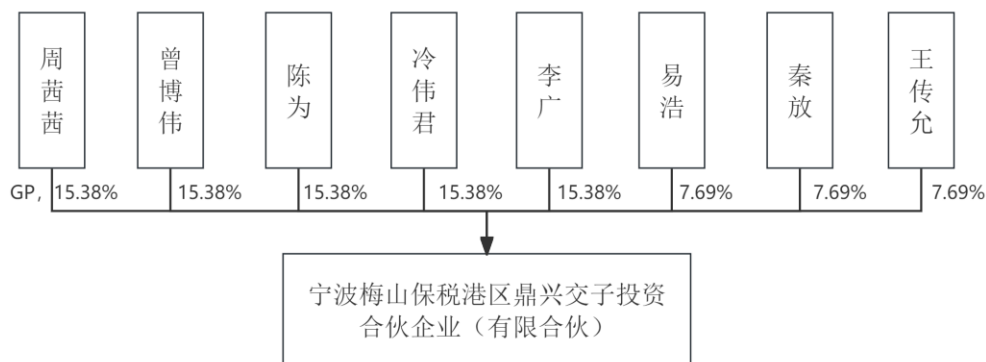 周茜茜
曾博伟
陈为
冷伟君
李广
易浩
秦放
王传允
GP，15.38%
15.38%
15.38%
15.38%
15.38%
7.69%
7.69%
7.69%
宁波梅山保税港区鼎兴交子投资
合伙企业（有限合伙）